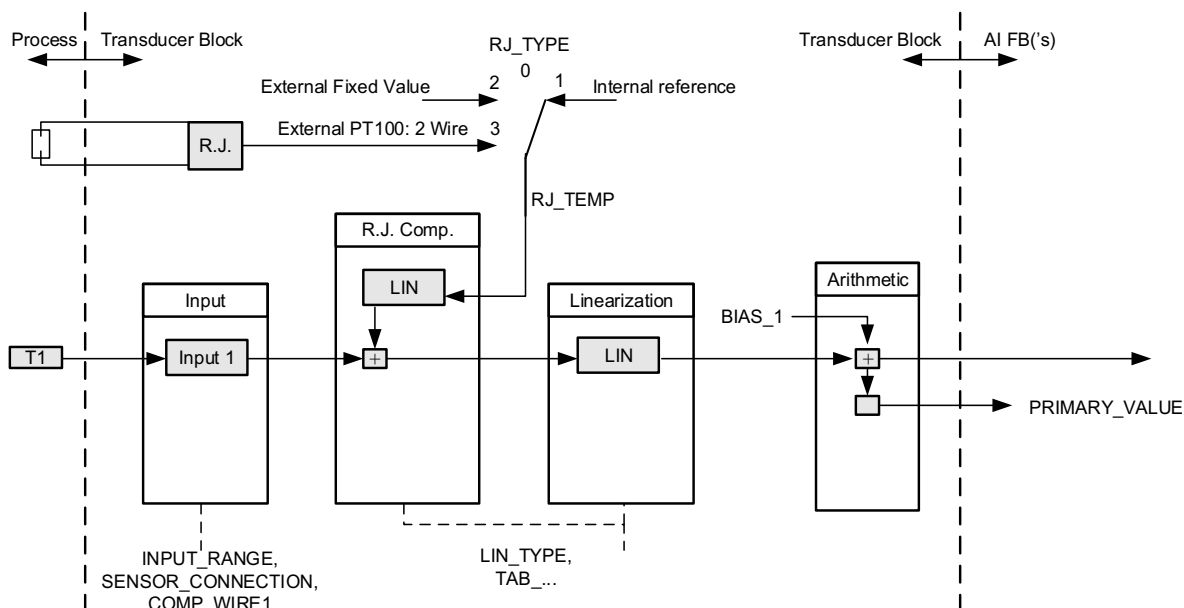 Process
Transducer Block
RJ_TYPE
Transducer Block
AI FB('s)
0
External Fixed Value
2
1
Internal reference
R.J.
External PT100: 2 Wire
3
RJ_TEMP
R.J. Comp.
LIN
Input
Linearization
Arithmetic
BIAS_1
T1
Input 1
+
LIN
+
PRIMARY_VALUE
INPUT_RANGE,
SENSOR_CONNECTION,
COMP_WIRE1
LIN_TYPE,
TAB_...